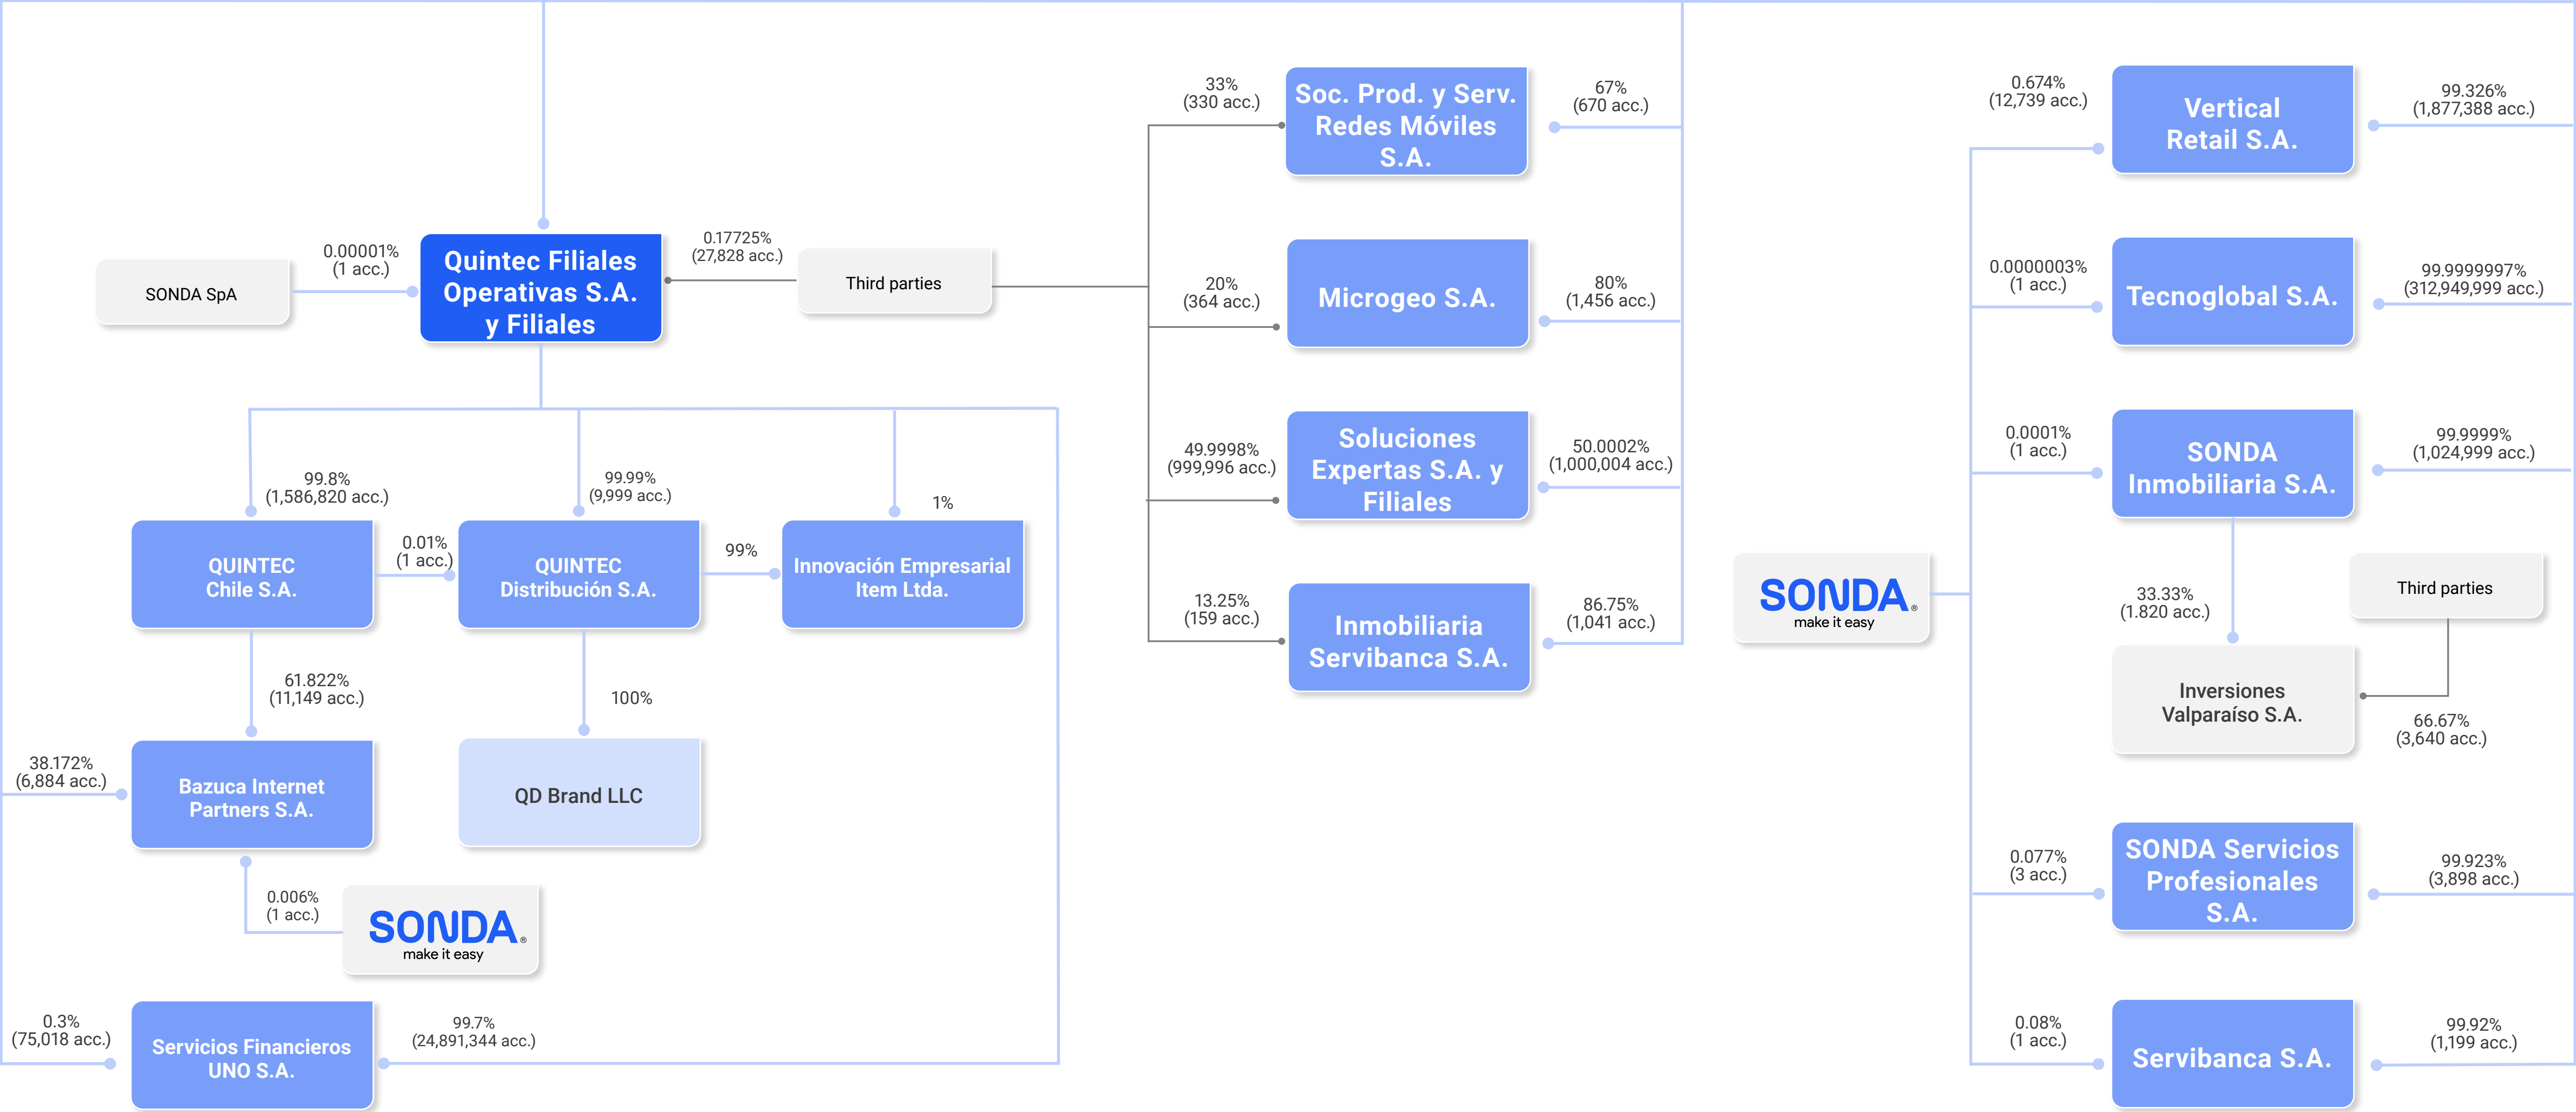 SONDA SpA
0.00001%
(1 acc.)
Quintec Filiales
Operativas S.A.
y Filiales
0.17725%
(27,828 acc.)
Third parties
99.8%
(1,586,820 acc.)
99.99%
(9,999 acc.)
1%
QUINTEC
Chile S.A.
0.01%
(1 acc.)
QUINTEC
Distribución S.A.
99%
Innovación Empresarial
Item Ltda.
61.822%
(11,149 acc.)
100%
38.172%
(6,884 acc.)
Bazuca Internet
Partners S.A.
QD Brand LLC
0.006%
(1 acc.)
SONDA®
make it easy
0.3%
(75,018 acc.)
Servicios Financieros
UNO S.A.
99.7%
(24,891,344 acc.)
33%
(330 acc.)
Soc. Prod. y Serv.
Redes Móviles
S.A.
67%
(670 acc.)
20%
(364 acc.)
Microgeo S.A.
80%
(1,456 acc.)
49.9998%
(999,996 acc.)
Soluciones
Expertas S.A. y
Filiales
50.0002%
(1,000,004 acc.)
13.25%
(159 acc.)
Inmobiliaria
Servibanca S.A.
86.75%
(1,041 acc.)
SONDA®
make it easy
0.674%
(12,739 acc.)
Vertical
Retail S.A.
99.326%
(1,877,388 acc.)
0.0000003%
(1 acc.)
Tecnoglobal S.A.
99.9999997%
(312,949,999 acc.)
0.0001%
(1 acc.)
SONDA
Inmobiliaria S.A.
99.9999%
(1,024,999 acc.)
33.33%
(1.820 acc.)
Third parties
Inversiones
Valparaíso S.A.
66.67%
(3,640 acc.)
0.077%
(3 acc.)
SONDA Servicios
Profesionales
S.A.
99.923%
(3,898 acc.)
0.08%
(1 acc.)
Servibanca S.A.
99.92%
(1,199 acc.)